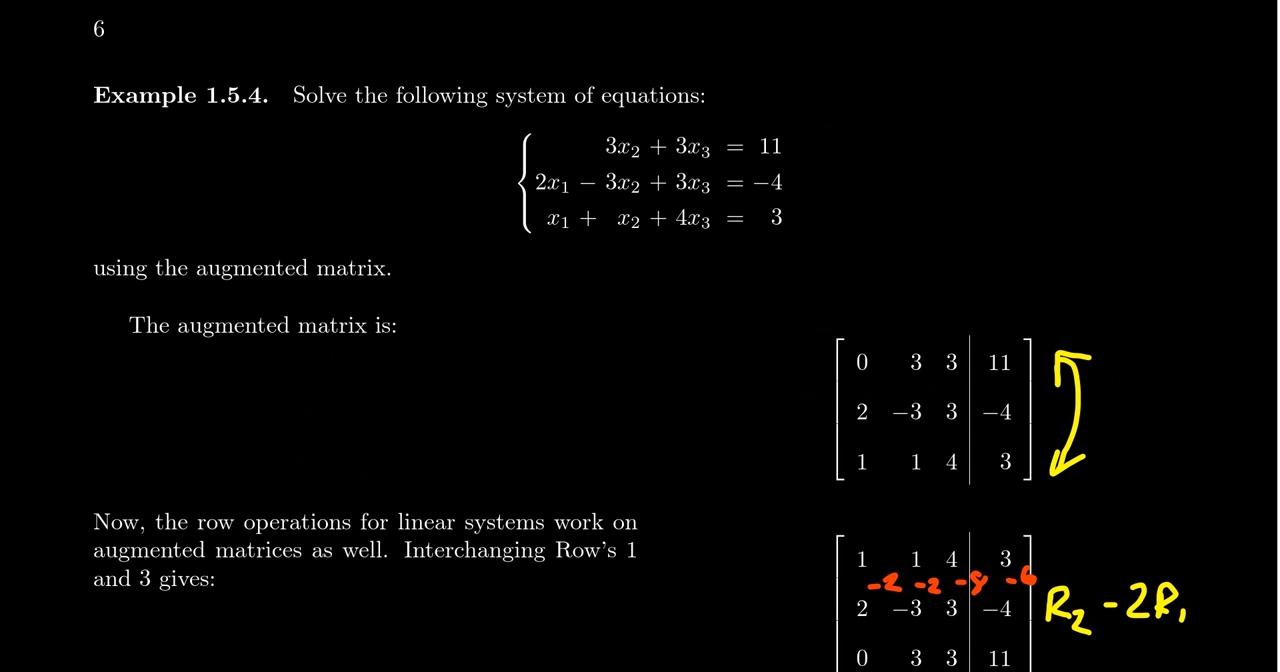 6
Example 1.5.4. Solve the following system of equations:
3x₂ + 3x₃ = 11
2x₁ − 3x₂ + 3x₃ = −4
x₁ + x₂ + 4x₃ = 3
using the augmented matrix.
The augmented matrix is:
0 3 3 | 11
2 −3 3 | −4
1 1 4 | 3
Now, the row operations for linear systems work on
augmented matrices as well. Interchanging Row's 1
and 3 gives:
1 1 4 | 3
-2 -2 -8 -6
2 −3 3 | −4
R₂ - 2R₁
0 3 3 | 11